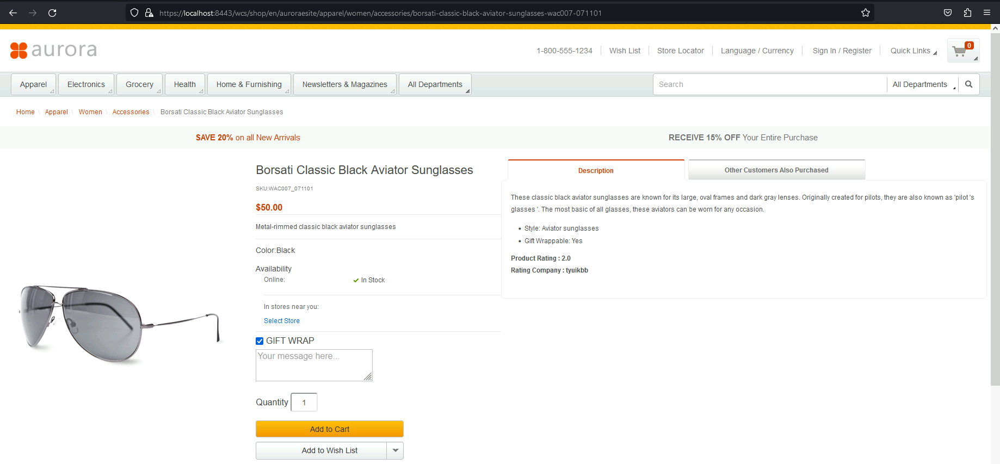 https://localhost:8443/wcs/shop/en/auroraesite/apparel/women/accessories/borsati-classic-black-aviator-sunglasses-wac007-071101
aurora
1-800-555-1234 Wish List Store Locator Language / Currency Sign In / Register Quick Links 0
Apparel Electronics Grocery Health Home & Furnishing Newsletters & Magazines All Departments Search All Departments
Home \ Apparel \ Women \ Accessories \ Borsati Classic Black Aviator Sunglasses
SAVE 20% on all New Arrivals RECEIVE 15% OFF Your Entire Purchase
Borsati Classic Black Aviator Sunglasses
SKU:WAC007_071101
$50.00
Metal-rimmed classic black aviator sunglasses
Color:Black
Availability
Online: In Stock
In stores near you:
Select Store
GIFT WRAP
Your message here...
Quantity 1
Add to Cart
Add to Wish List
Description Other Customers Also Purchased
These classic black aviator sunglasses are known for its large, oval frames and dark gray lenses. Originally created for pilots, they are also known as 'pilot 's
glasses '. The most basic of all glasses, these aviators can be worn for any occasion.
• Style: Aviator sunglasses
• Gift Wrappable: Yes
Product Rating : 2.0
Rating Company : tyuikbb